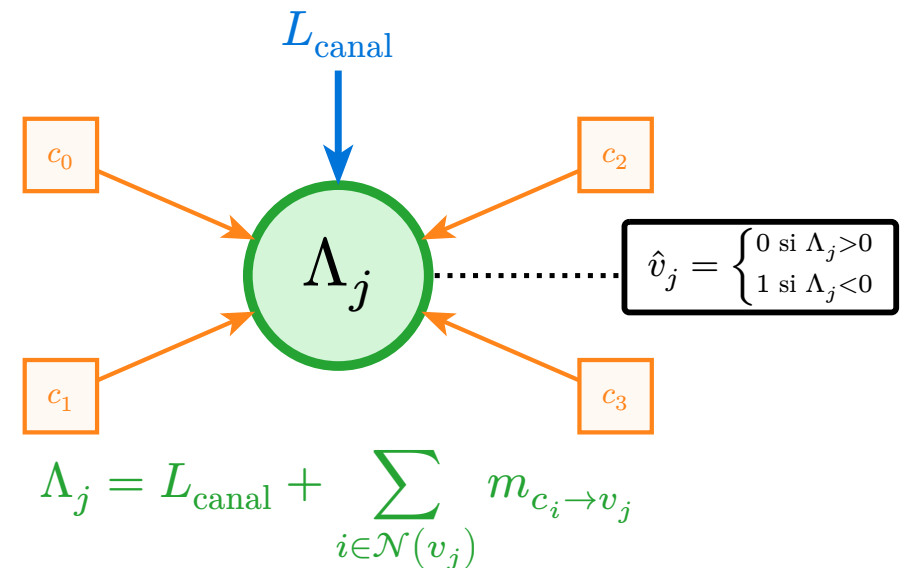 L_canal
c_0
c_2
Λ_j
v̂_j = { 0 si Λ_j>0
1 si Λ_j<0
c_1
c_3
Λ_j = L_canal + ∑_{i∈𝒩(v_j)} m_{c_i→v_j}